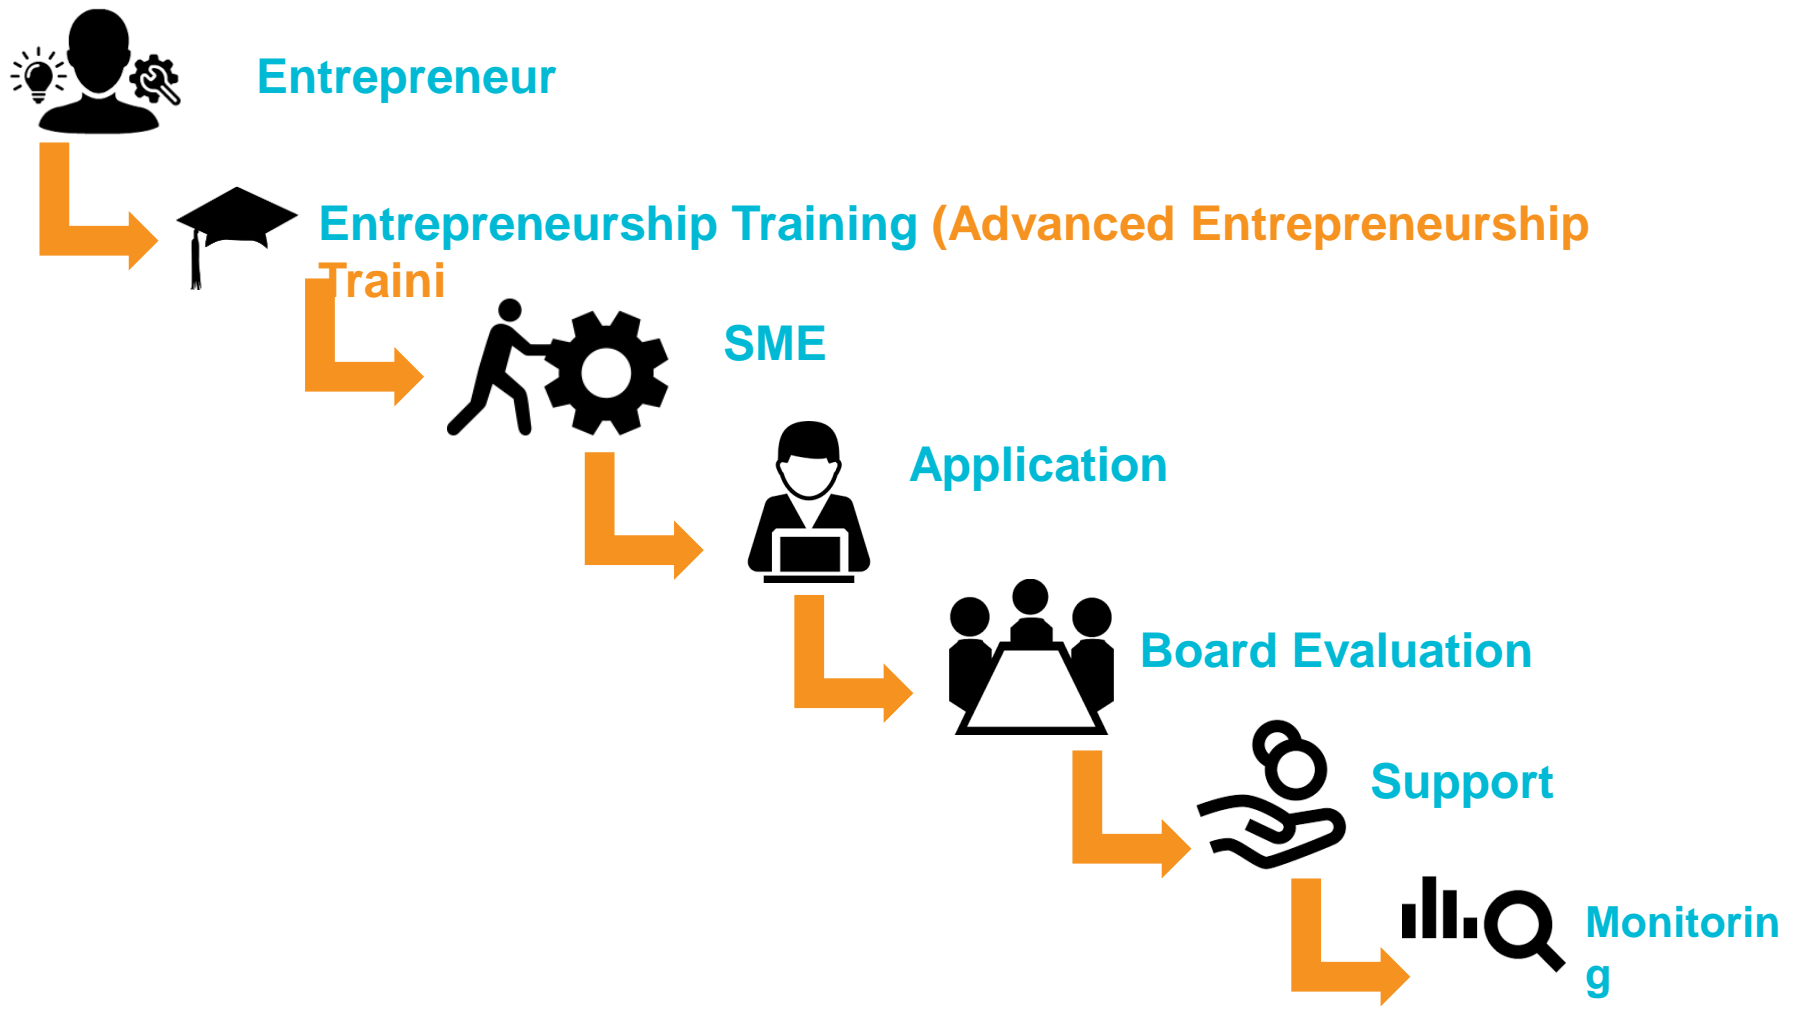 Entrepreneur
Entrepreneurship Training (Advanced Entrepreneurship
Traini
SME
Application
Board Evaluation
Support
Monitorin
g